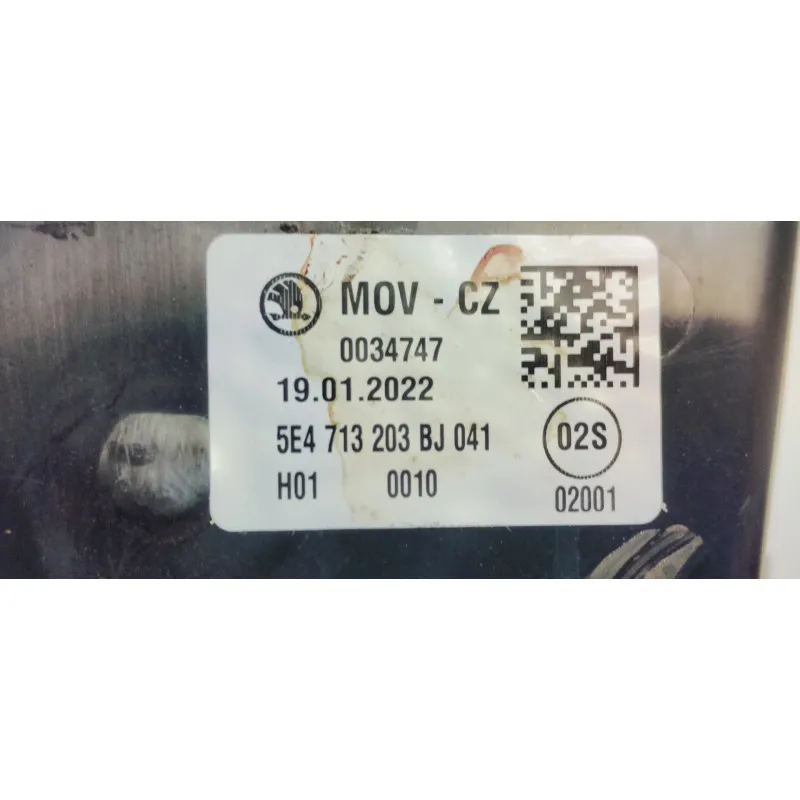 MOV - CZ
0034747
19.01.2022
5E4 713 203 BJ 041
02S
H01 0010
02001